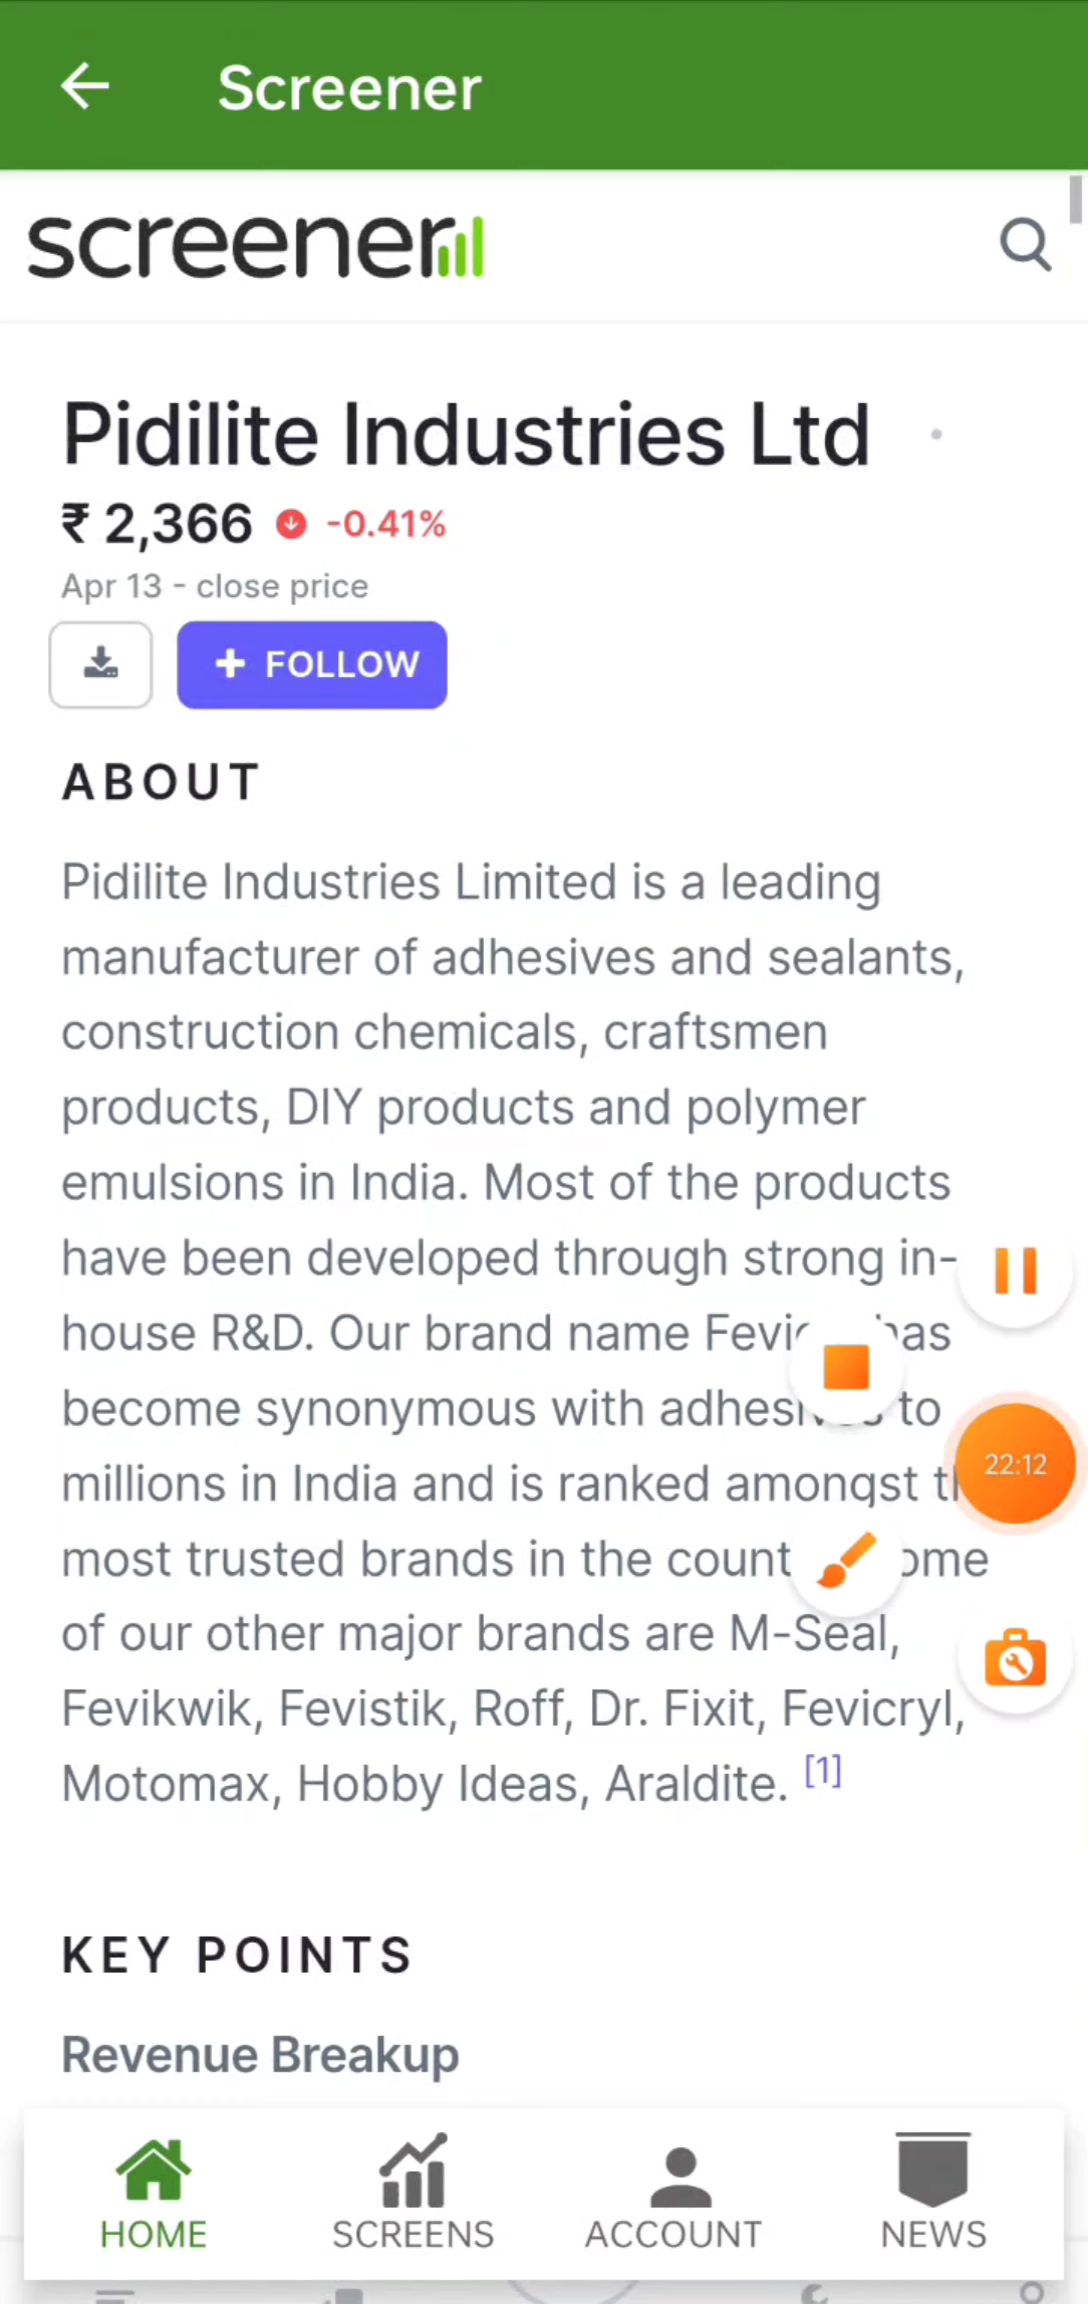 Screener
screener
Pidilite Industries Ltd
₹ 2,366 -0.41%
Apr 13 - close price
+ FOLLOW
ABOUT
Pidilite Industries Limited is a leading
manufacturer of adhesives and sealants,
construction chemicals, craftsmen
products, DIY products and polymer
emulsions in India. Most of the products
have been developed through strong in-
house R&D. Our brand name has
become synonymous with to
millions in India and is ranked amongst
22:12
most trusted brands in the
of our other major brands are M-Seal,
Fevikwik, Fevistik, Roff, Dr. Fixit, Fevicryl,
Motomax, Hobby Ideas, Araldite. [1]
KEY POINTS
Revenue Breakup
HOME SCREENS ACCOUNT NEWS